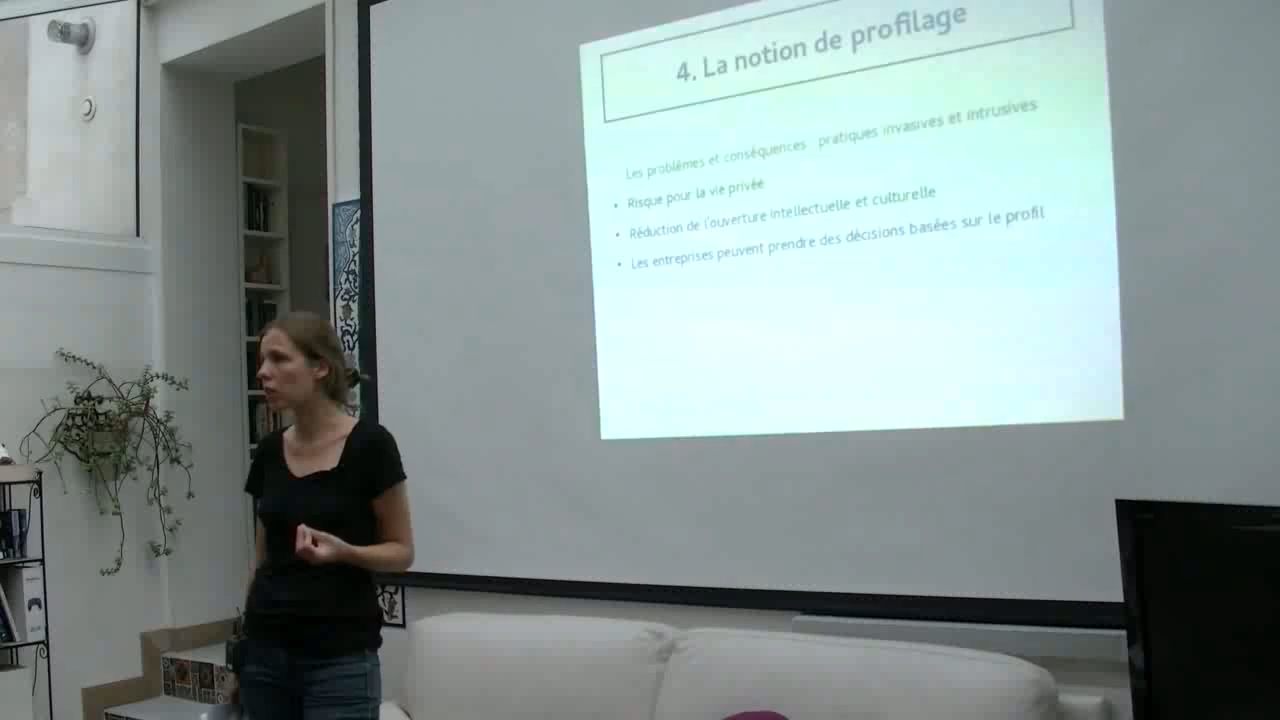 4. La notion de profilage
Les problèmes et conséquences : pratiques invasives et intrusives
• Risque pour la vie privée
• Réduction de l'ouverture intellectuelle et culturelle
• Les entreprises peuvent prendre des décisions basées sur le profil